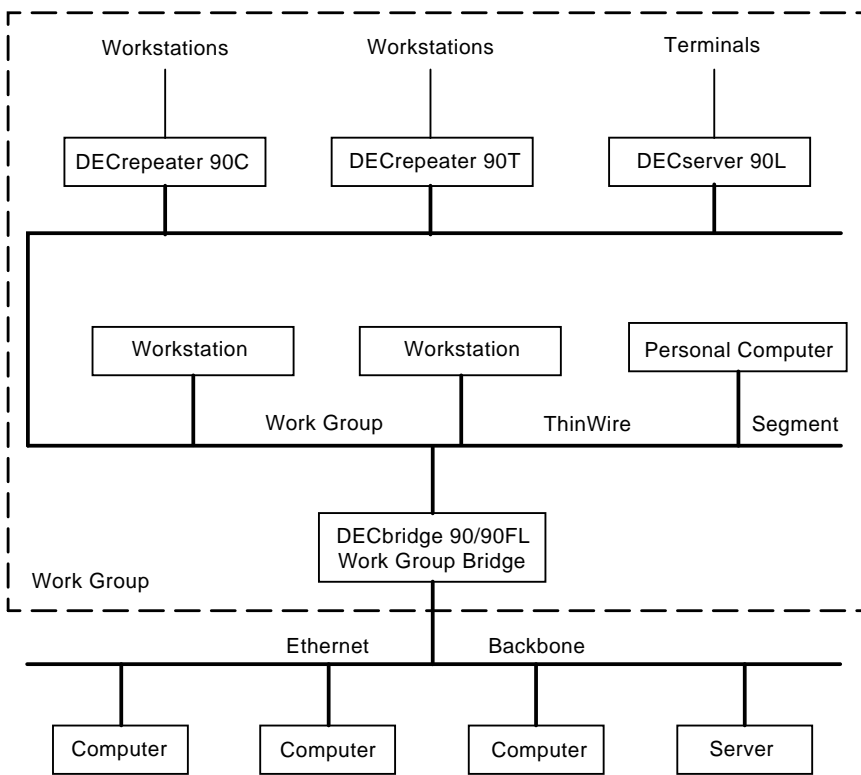 Workstations Workstations Terminals
DECrepeater 90C DECrepeater 90T DECserver 90L
Workstation Workstation Personal Computer
Work Group ThinWire Segment
DECbridge 90/90FL
Work Group Bridge
Work Group
Ethernet Backbone
Computer Computer Computer Server